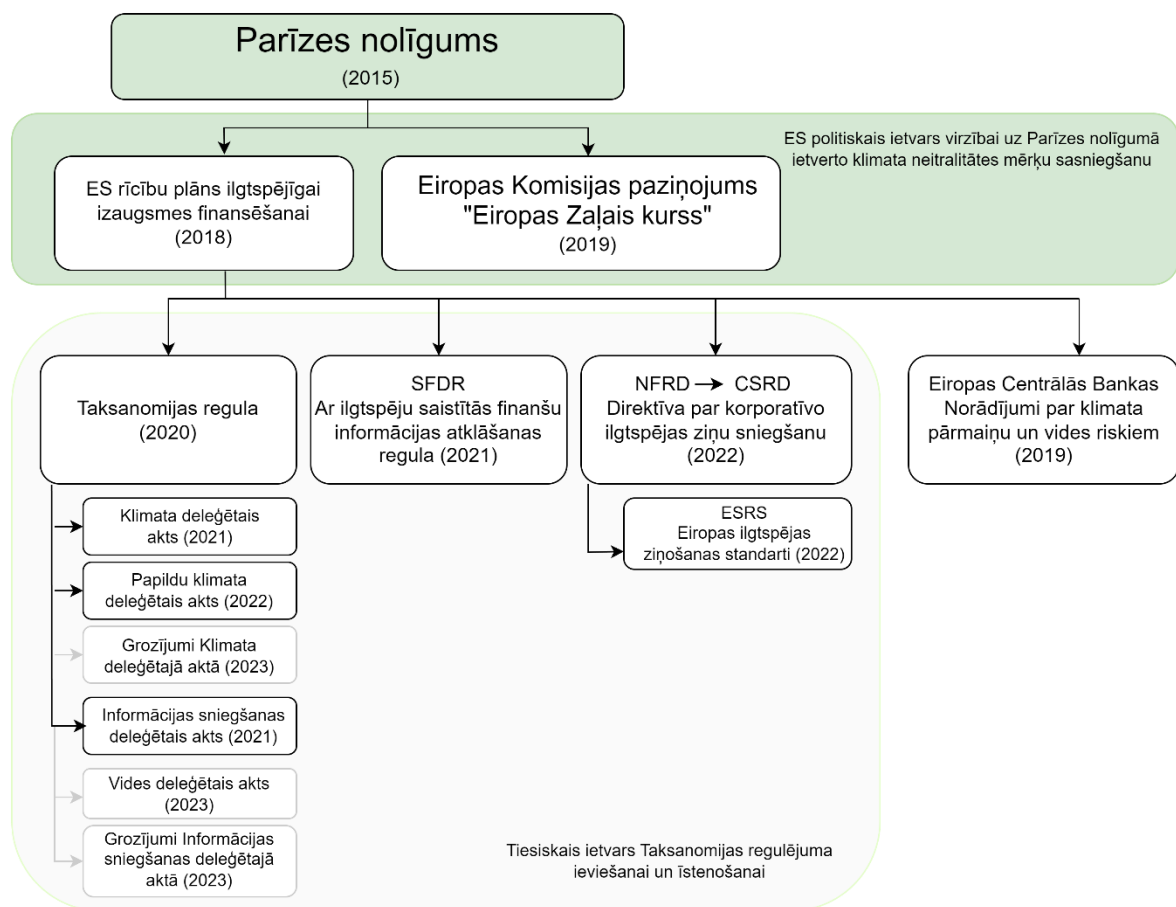 Parīzes nolīgums
(2015)
ES politiskais ietvars virzībai uz Parīzes nolīgumā
ietverto klimata neitralitātes mērķu sasniegšanu
ES rīcību plāns ilgtspējīgai
izaugsmes finansēšanai
(2018)
Eiropas Komisijas paziņojums
"Eiropas Zaļais kurss"
(2019)
Taksanomijas regula
(2020)
SFDR
Ar ilgtspēju saistītās finanšu
informācijas atklāšanas
regula (2021)
NFRD CSRD
Direktīva par korporatīvo
ilgtspējas ziņu sniegšanu
(2022)
Eiropas Centrālās Bankas
Norādījumi par klimata
pārmaiņu un vides riskiem
(2019)
Klimata deleģētais
akts (2021)
Papildu klimata
deleģētais akts (2022)
Grozījumi Klimata
deleģētajā aktā (2023)
Informācijas sniegšanas
deleģētais akts (2021)
Vides deleģētais akts
(2023)
Grozījumi Informācijas
sniegšanas deleģētajā
aktā (2023)
ESRS
Eiropas ilgtspējas
ziņošanas standarti (2022)
Tiesiskais ietvars Taksanomijas regulējuma
ieviešanai un īstenošanai